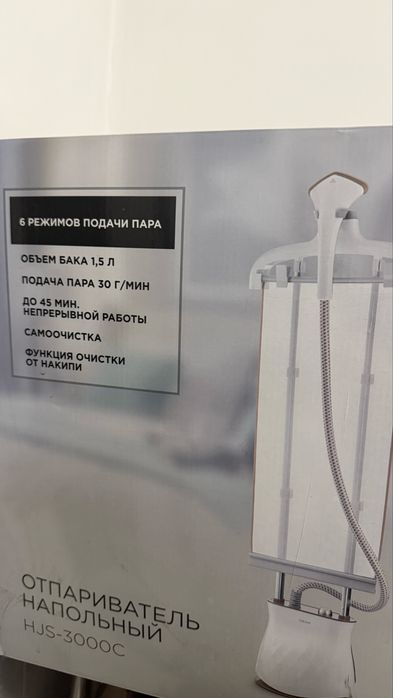 6 РЕЖИМОВ ПОДАЧИ ПАРА
ОБЪЕМ БАКА 1,5 Л
ПОДАЧА ПАРА 30 Г/МИН
ДО 45 МИН.
НЕПРЕРЫВНОЙ РАБОТЫ
САМООЧИСТКА
ФУНКЦИЯ ОЧИСТКИ
ОТ НАКИПИ
ОТПАРИВАТЕЛЬ
НАПОЛЬНЫЙ
HJS-3000C